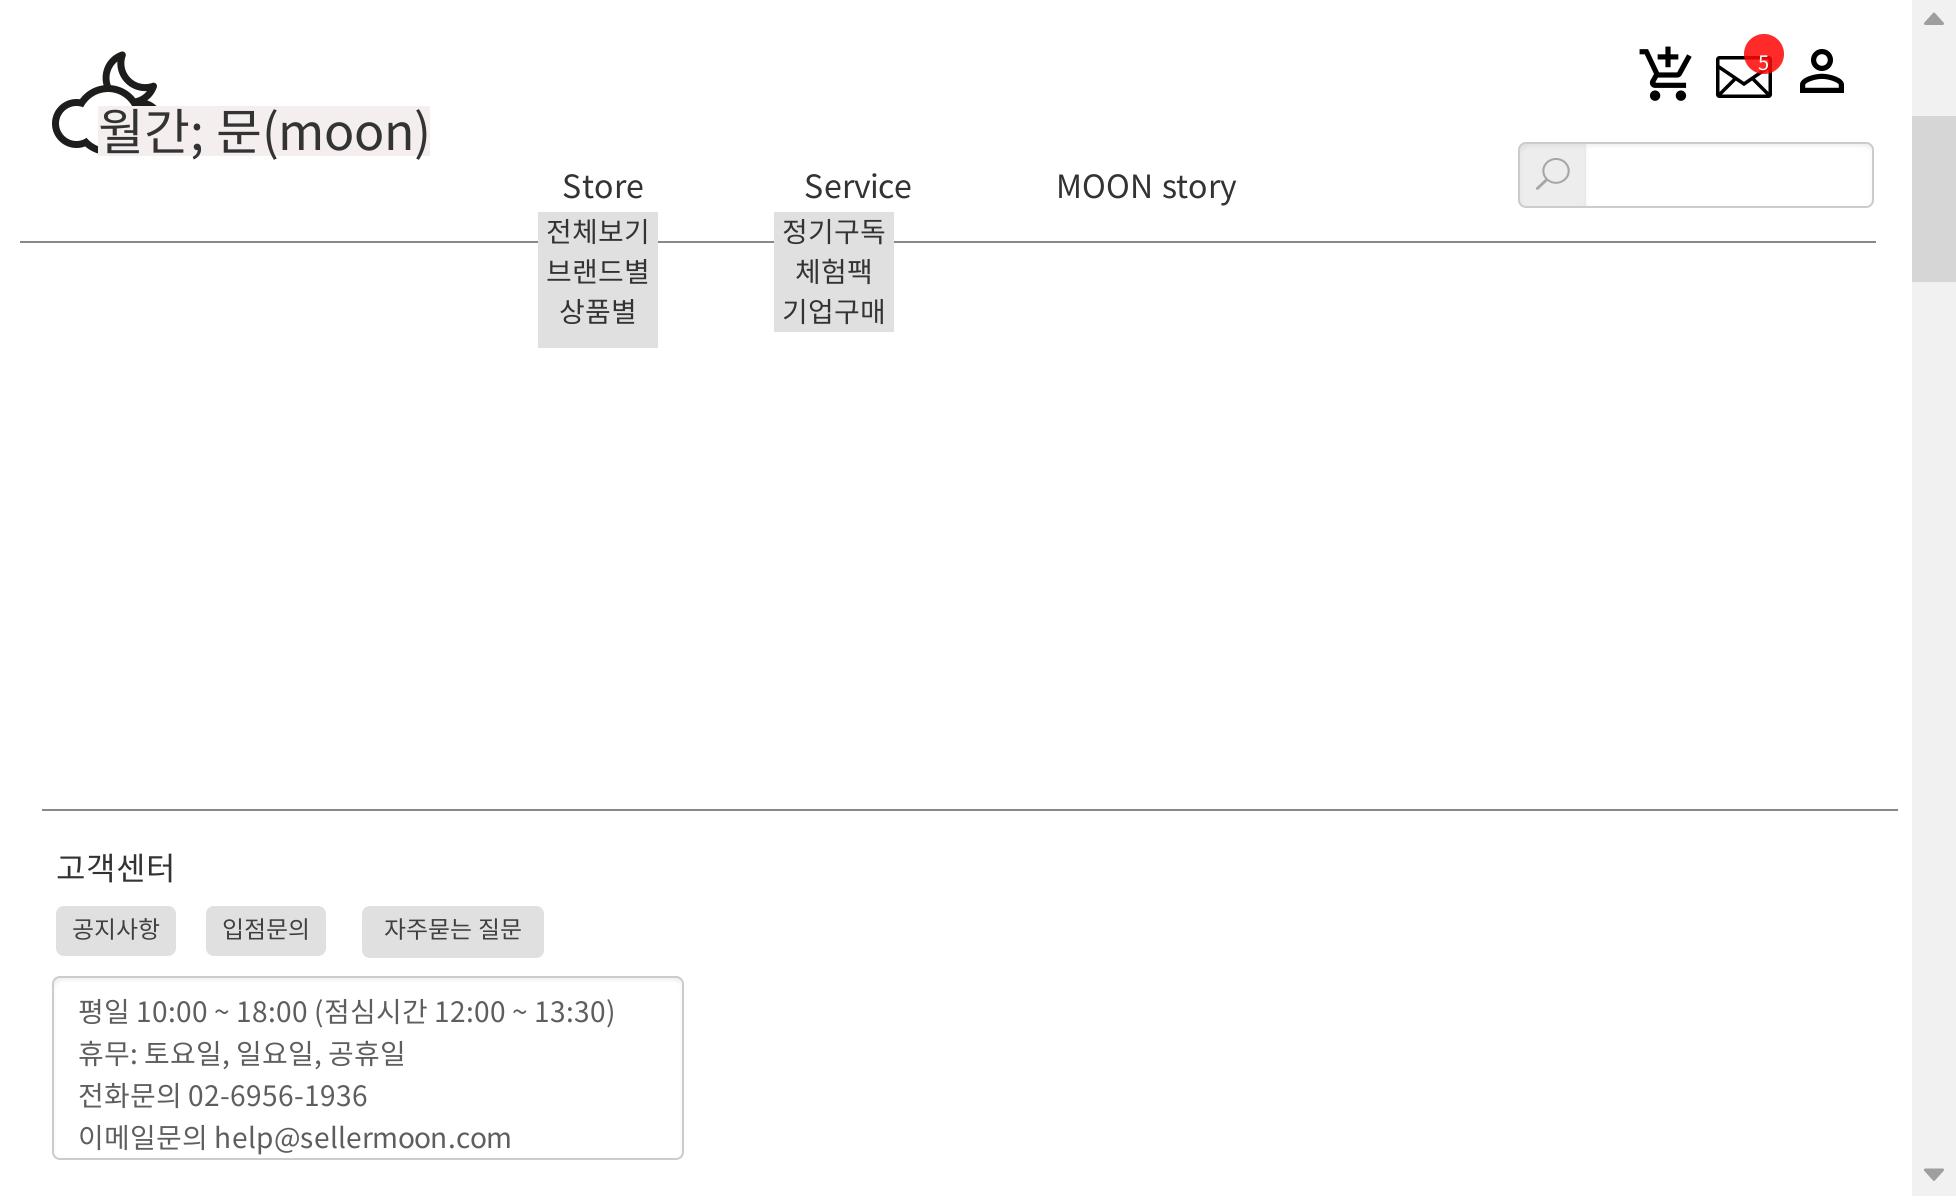 월간; 문(moon)
5
Store
Service
MOON story
전체보기
브랜드별
상품별
정기구독
체험팩
기업구매
고객센터
공지사항
입점문의
자주묻는 질문
평일 10:00 ~ 18:00 (점심시간 12:00 ~ 13:30)
휴무: 토요일, 일요일, 공휴일
전화문의 02-6956-1936
이메일문의 help@sellermoon.com